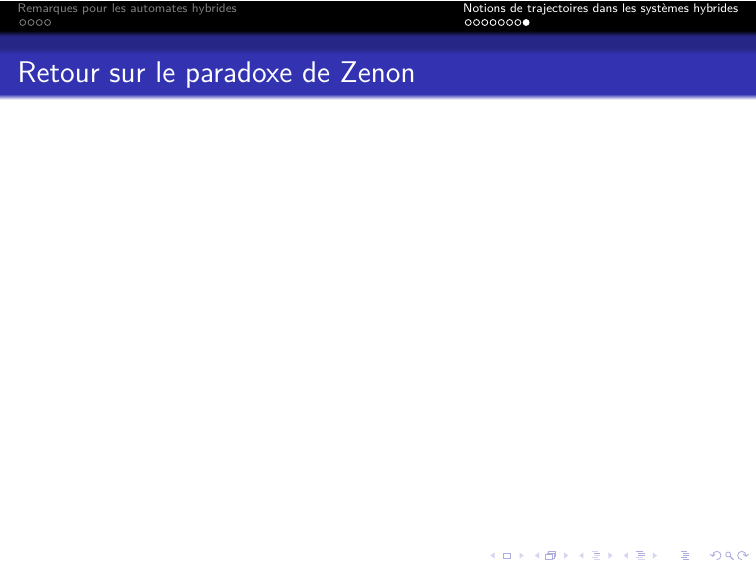 Remarques pour les automates hybrides
Notions de trajectoires dans les systèmes hybrides
Retour sur le paradoxe de Zenon